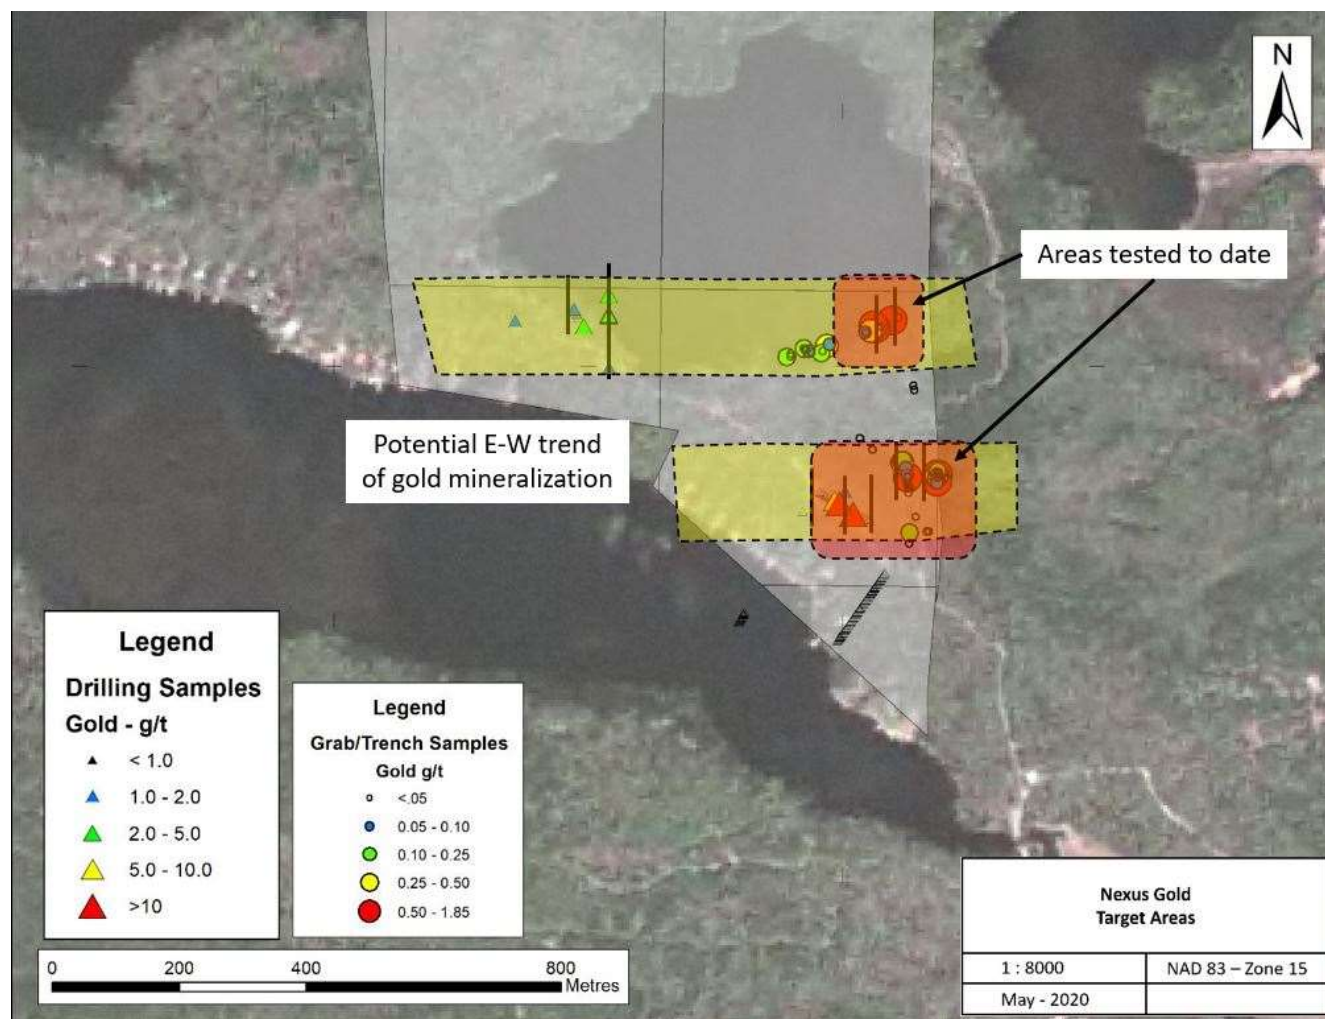 N
Areas tested to date
Potential E-W trend
of gold mineralization
Legend
Drilling Samples
Gold - g/t
< 1.0
1.0 - 2.0
2.0 - 5.0
5.0 - 10.0
>10
Legend
Grab/Trench Samples
Gold g/t
<.05
0.05 - 0.10
0.10 - 0.25
0.25 - 0.50
0.50 - 1.85
0 200 400 800
Metres
Nexus Gold
Target Areas
1 : 8000 NAD 83 – Zone 15
May - 2020